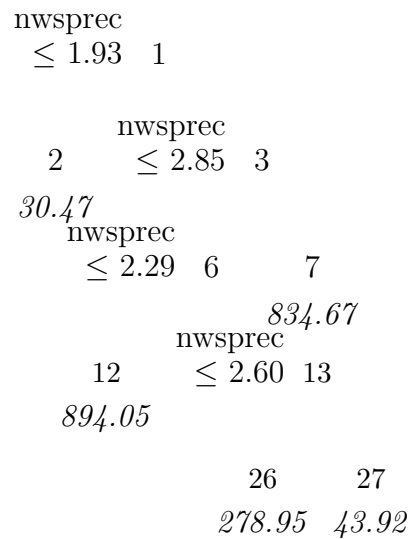 nwsprec
≤ 1.93 1
nwsprec
2 ≤ 2.85 3
30.47
nwsprec
≤ 2.29 6 7
834.67
nwsprec
12 ≤ 2.60 13
894.05
26 27
278.95 43.92